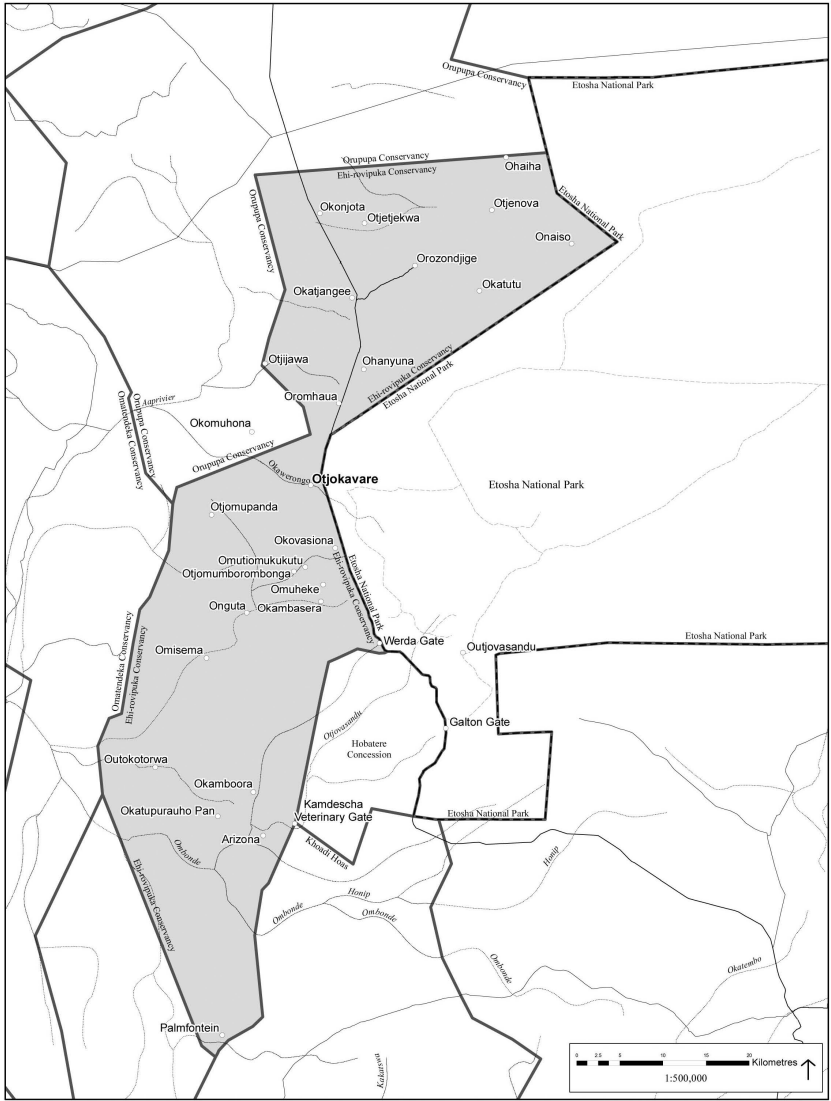 Orupupa Conservancy
Etosha National Park
Orupupa Conservancy
Ehi-rovipuka Conservancy
Ohaiha
Orupupa Conservancy
Etosha National Park
Okonjota
Otjetjekwa
Otjenova
Onaiso
Orozondjige
Okatjangee
Okatutu
Otjijawa
Ohanyuna
Ehi-rovipuka Conservancy
Etosha National Park
Oromhaua
Aaprivier
Orupupa Conservancy
Omatendeka Conservancy
Okomuhona
Orupupa Conservancy
Okawerongo
Otjokavare
Etosha National Park
Otjomupanda
Okovasiona
Omutiomukukutu
Otjomumborombonga
Omuheke
Onguta
Okambasera
Etosha National Park
Ehi-rovipuka Conservancy
Werda Gate
Outjovasandu
Etosha National Park
Omatendeka Conservancy
Ehi-rovipuka Conservancy
Omisema
Otjovasandu
Galton Gate
Hobatere
Concession
Outokotorwa
Okamboora
Okatupurauho Pan
Kamdescha
Veterinary Gate
Etosha National Park
Arizona
Khoadi Hoas
Ombonde
Honip
Ehi-rovipuka Conservancy
Honip
Ombonde
Ombonde
Ombonde
Okatembo
Palmfontein
Kakatswa
0 2.5 5 10 15 20
Kilometres
1:500,000